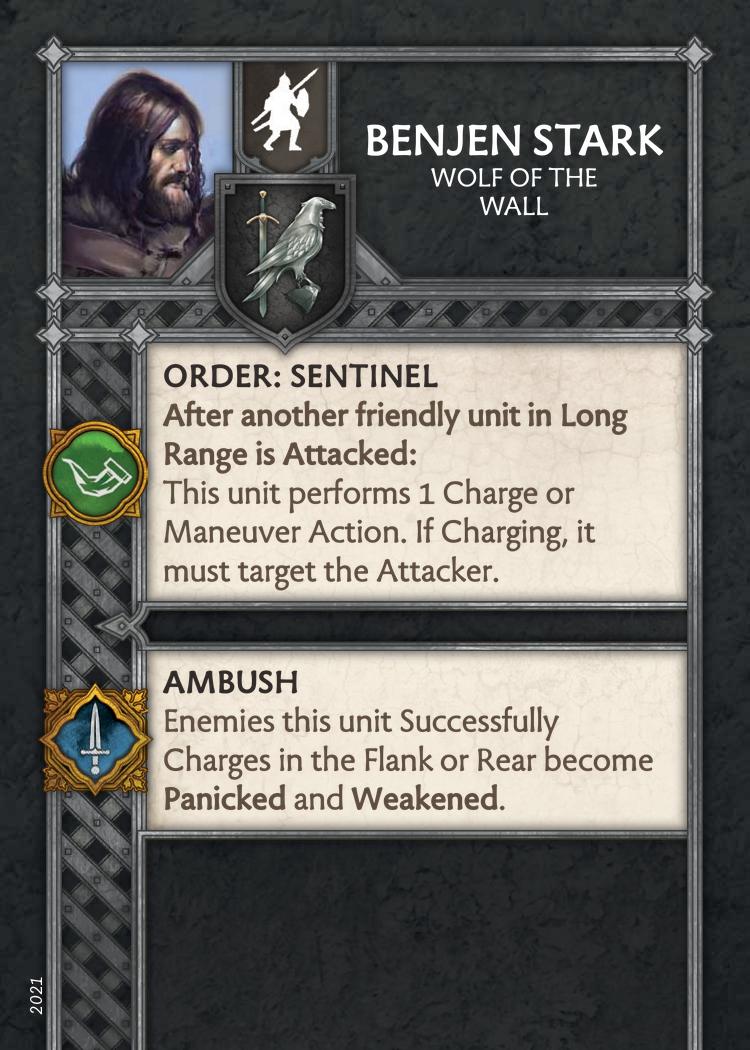 BENJEN STARK
WOLF OF THE
WALL
ORDER: SENTINEL
After another friendly unit in Long
Range is Attacked:
This unit performs 1 Charge or
Maneuver Action. If Charging, it
must target the Attacker.
AMBUSH
Enemies this unit Successfully
Charges in the Flank or Rear become
Panicked and Weakened.
2021